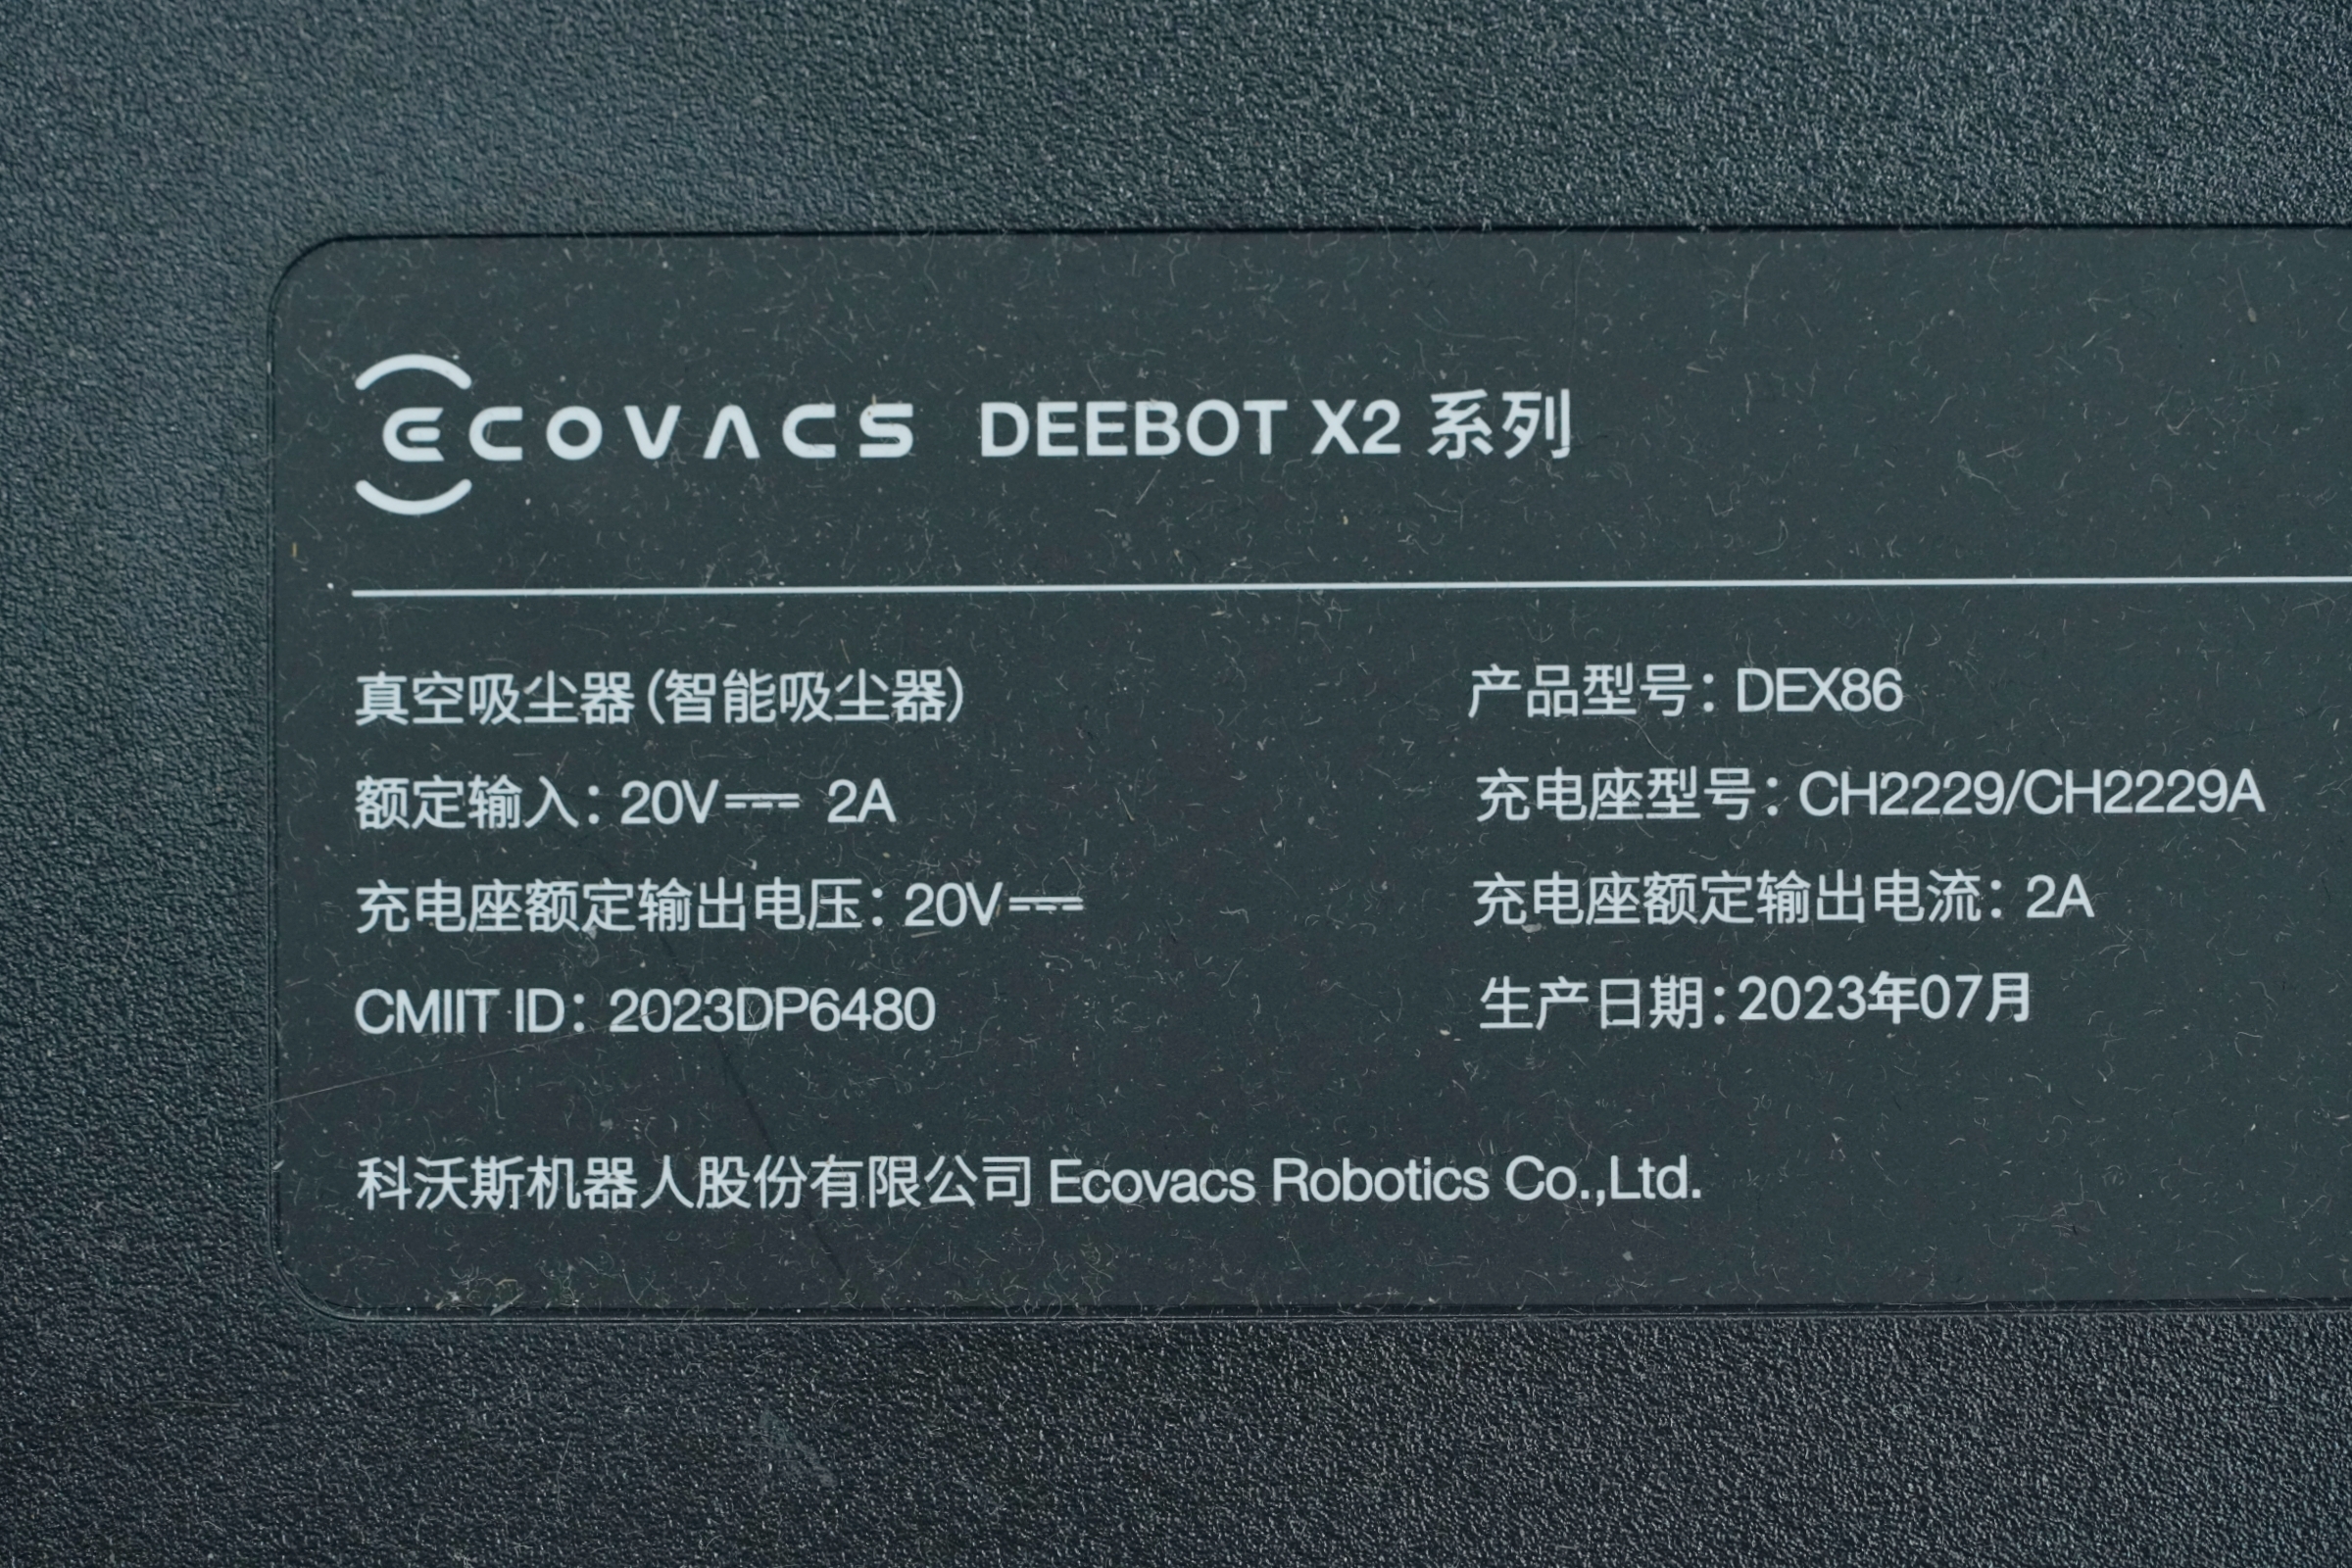 ECOVACS DEEBOT X2 系列
真空吸尘器(智能吸尘器)
产品型号:DEX86
额定输入:20V⎓ 2A
充电座型号:CH2229/CH2229A
充电座额定输出电压:20V⎓
充电座额定输出电流:2A
CMIIT ID:2023DP6480
生产日期:2023年07月
科沃斯机器人股份有限公司 Ecovacs Robotics Co.,Ltd.